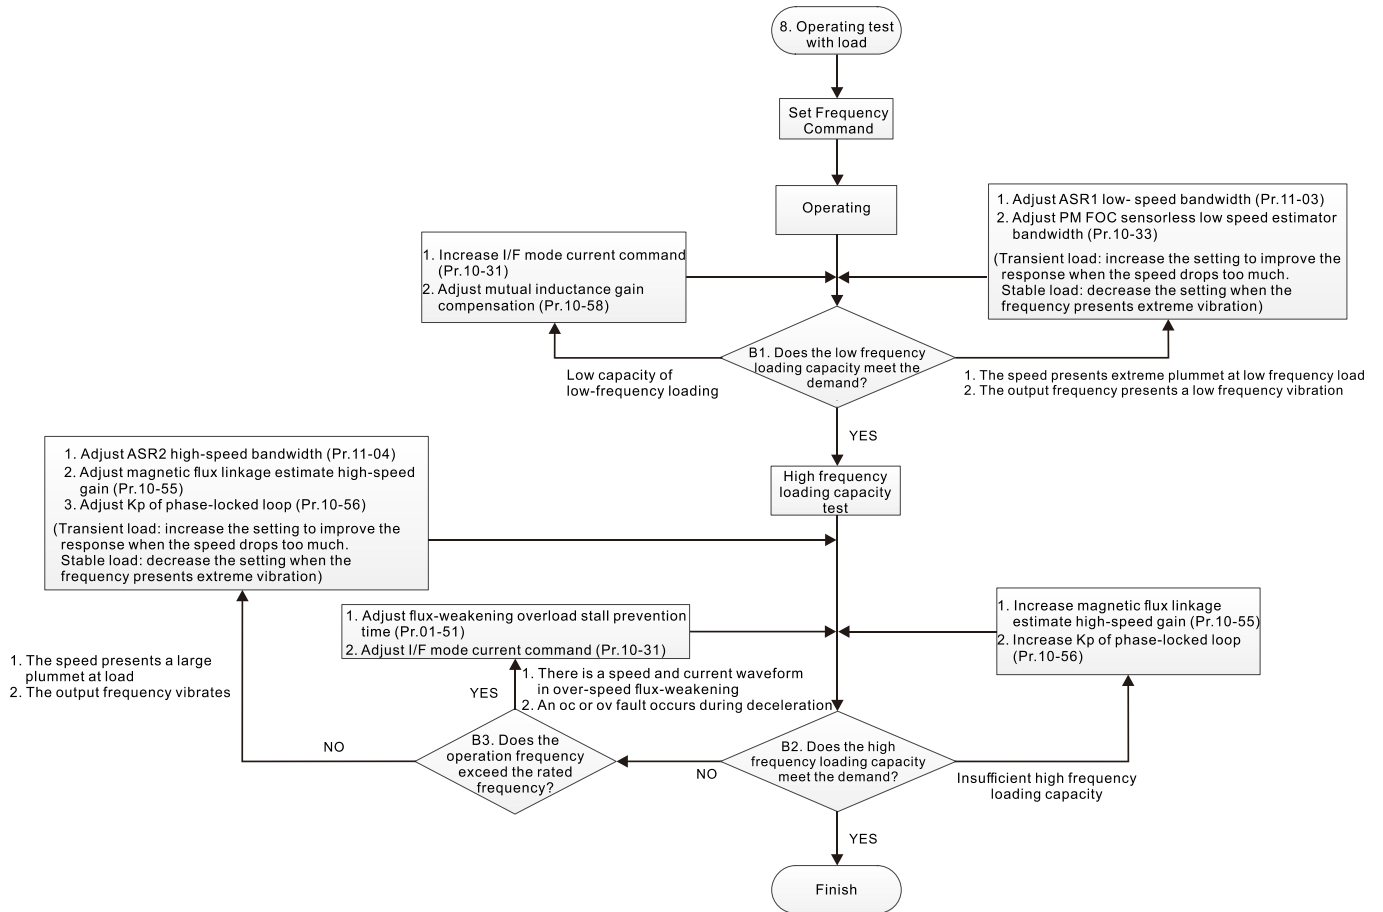 8. Operating test
with load
Set Frequency
Command
Operating
1. Increase I/F mode current command
(Pr.10-31)
2. Adjust mutual inductance gain
compensation (Pr.10-58)
1. Adjust ASR1 low- speed bandwidth (Pr.11-03)
2. Adjust PM FOC sensorless low speed estimator
bandwidth (Pr.10-33)
(Transient load: increase the setting to improve the
response when the speed drops too much.
Stable load: decrease the setting when the
frequency presents extreme vibration)
B1. Does the low frequency
loading capacity meet the
demand?
Low capacity of
low-frequency loading
1. The speed presents extreme plummet at low frequency load
2. The output frequency presents a low frequency vibration
YES
High frequency
loading capacity
test
1. Adjust ASR2 high-speed bandwidth (Pr.11-04)
2. Adjust magnetic flux linkage estimate high-speed
gain (Pr.10-55)
3. Adjust Kp of phase-locked loop (Pr.10-56)
(Transient load: increase the setting to improve the
response when the speed drops too much.
Stable load: decrease the setting when the
frequency presents extreme vibration)
1. Adjust flux-weakening overload stall prevention
time (Pr.01-51)
2. Adjust I/F mode current command (Pr.10-31)
1. Increase magnetic flux linkage
estimate high-speed gain (Pr.10-55)
2. Increase Kp of phase-locked loop
(Pr.10-56)
1. The speed presents a large
plummet at load
2. The output frequency vibrates
YES
1. There is a speed and current waveform
in over-speed flux-weakening
2. An oc or ov fault occurs during deceleration
NO
B3. Does the
operation frequency
exceed the rated
frequency?
NO
B2. Does the high
frequency loading capacity
meet the demand?
Insufficient high frequency
loading capacity
YES
Finish